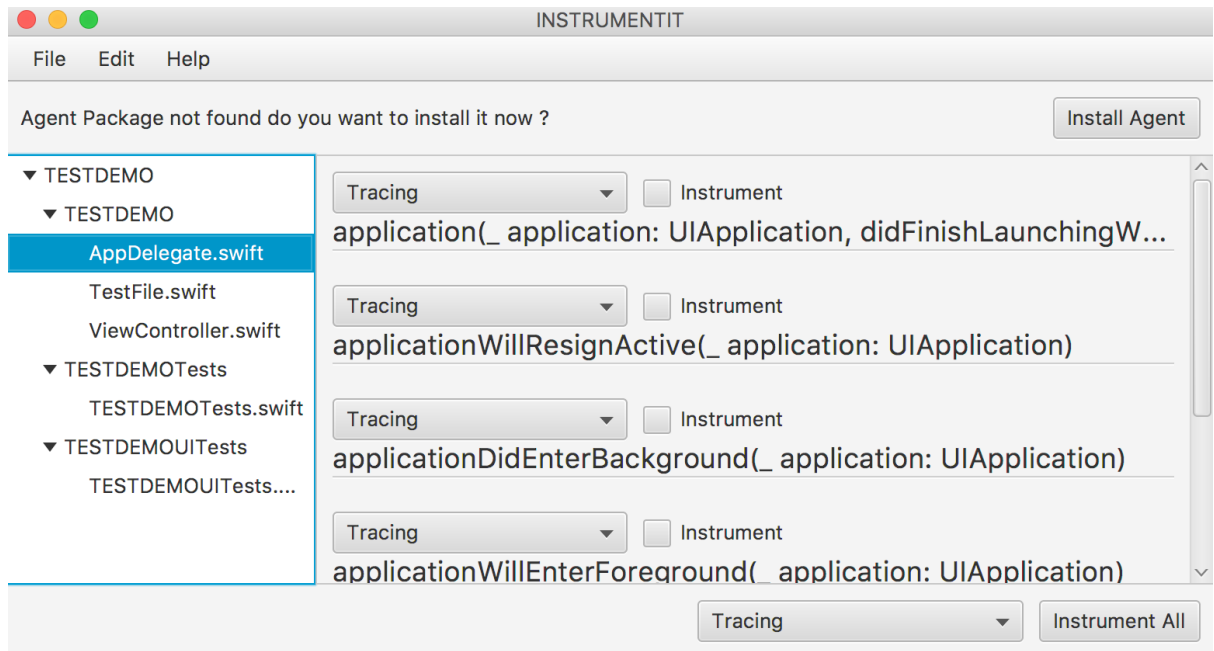 INSTRUMENTIT
File Edit Help
Agent Package not found do you want to install it now ?
Install Agent
TESTDEMO
TESTDEMO
AppDelegate.swift
TestFile.swift
ViewController.swift
TESTDEMOTests
TESTDEMOTests.swift
TESTDEMOUITests
TESTDEMOUITests....
Tracing Instrument
application(_ application: UIApplication, didFinishLaunchingW...
Tracing Instrument
applicationWillResignActive(_ application: UIApplication)
Tracing Instrument
applicationDidEnterBackground(_ application: UIApplication)
Tracing Instrument
applicationWillEnterForeground(_ application: UIApplication)
Tracing Instrument All